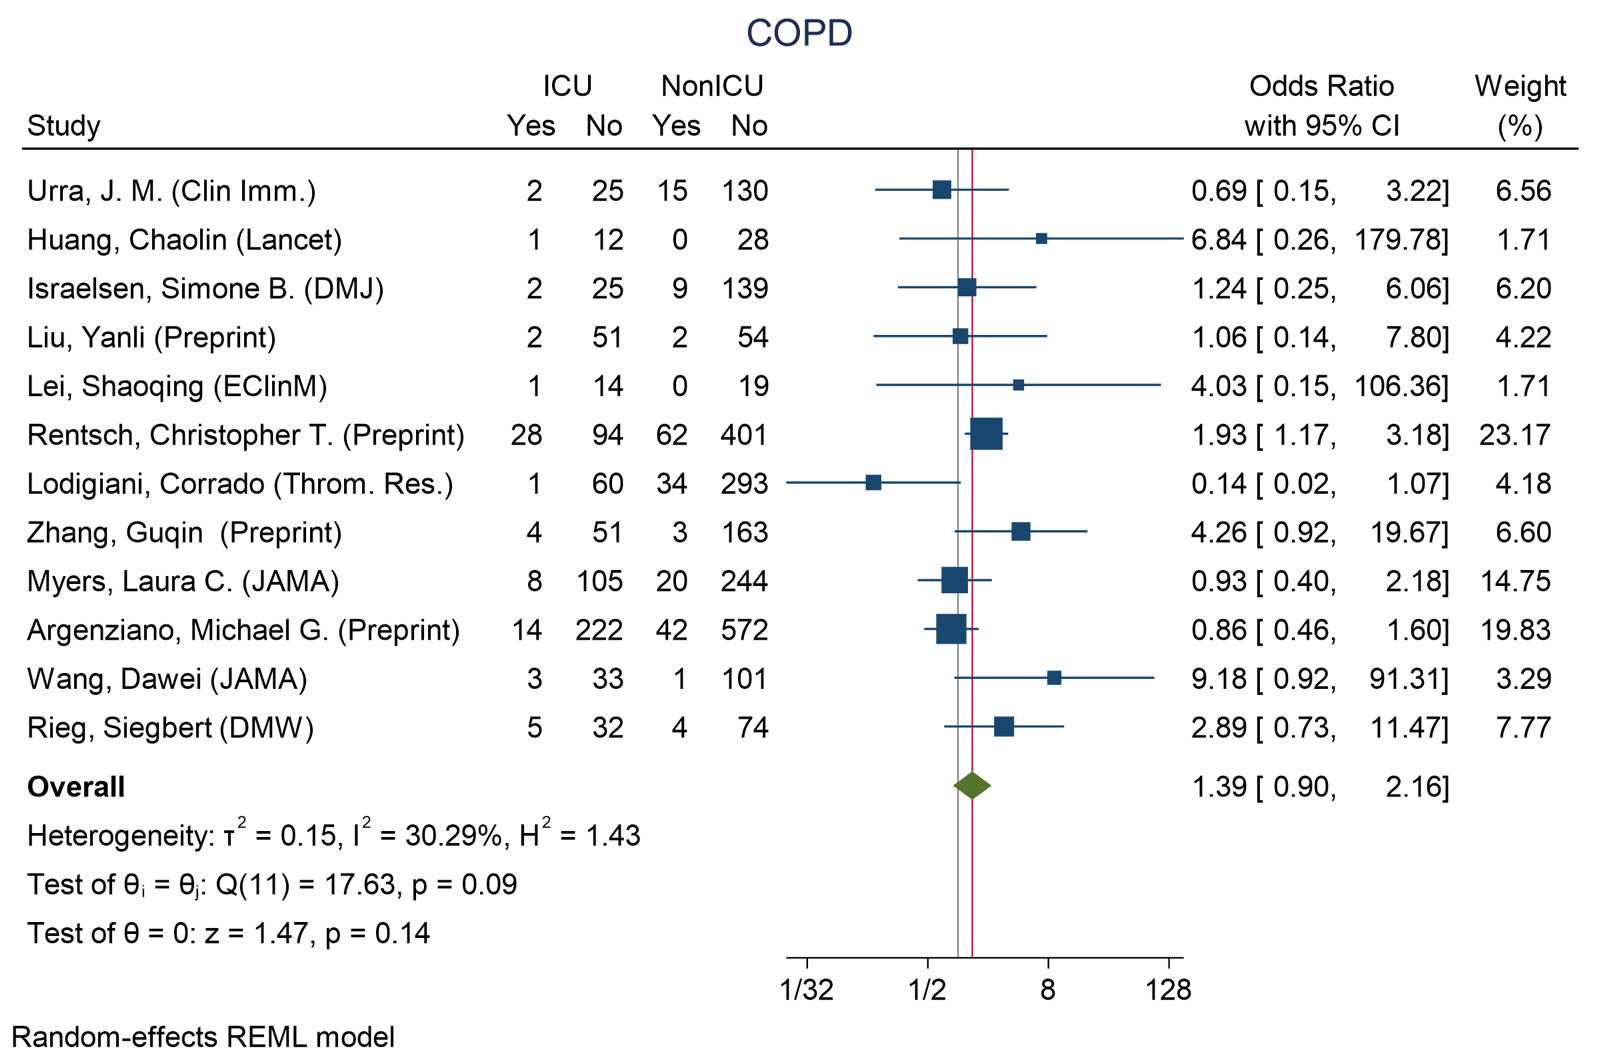 COPD
ICU NonICU Odds Ratio Weight
Study Yes No Yes No with 95% CI (%)
Urra, J. M. (Clin Imm.) 2 25 15 130 0.69 [ 0.15, 3.22] 6.56
Huang, Chaolin (Lancet) 1 12 0 28 6.84 [ 0.26, 179.78] 1.71
Israelsen, Simone B. (DMJ) 2 25 9 139 1.24 [ 0.25, 6.06] 6.20
Liu, Yanli (Preprint) 2 51 2 54 1.06 [ 0.14, 7.80] 4.22
Lei, Shaoqing (EClinM) 1 14 0 19 4.03 [ 0.15, 106.36] 1.71
Rentsch, Christopher T. (Preprint) 28 94 62 401 1.93 [ 1.17, 3.18] 23.17
Lodigiani, Corrado (Throm. Res.) 1 60 34 293 0.14 [ 0.02, 1.07] 4.18
Zhang, Guqin (Preprint) 4 51 3 163 4.26 [ 0.92, 19.67] 6.60
Myers, Laura C. (JAMA) 8 105 20 244 0.93 [ 0.40, 2.18] 14.75
Argenziano, Michael G. (Preprint) 14 222 42 572 0.86 [ 0.46, 1.60] 19.83
Wang, Dawei (JAMA) 3 33 1 101 9.18 [ 0.92, 91.31] 3.29
Rieg, Siegbert (DMW) 5 32 4 74 2.89 [ 0.73, 11.47] 7.77
Overall 1.39 [ 0.90, 2.16]
Heterogeneity: τ² = 0.15, I² = 30.29%, H² = 1.43
Test of θᵢ = θⱼ: Q(11) = 17.63, p = 0.09
Test of θ = 0: z = 1.47, p = 0.14
1/32 1/2 8 128
Random-effects REML model